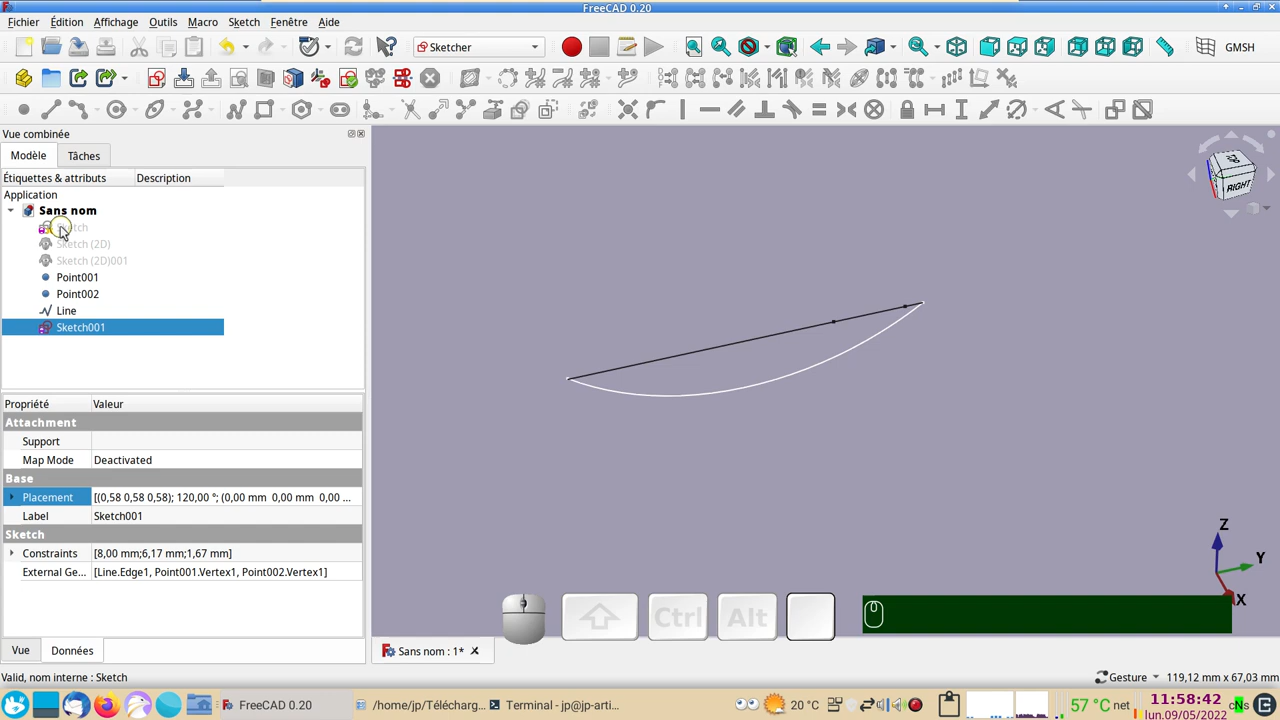 FreeCAD 0.20
Fichier Édition Affichage Outils Macro Sketch Fenêtre Aide
Sketcher
GMSH
Vue combinée
Modèle Tâches
Étiquettes & attributs Description
Application
Sans nom
Sketch
Sketch (2D)
Sketch (2D)001
Point001
Point002
Line
Sketch001
Propriété Valeur
Attachment
Support
Map Mode Deactivated
Base
Placement [(0,58 0,58 0,58); 120,00 °; (0,00 mm 0,00 mm 0,00 ...
Label Sketch001
Sketch
Constraints [8,00 mm;6,17 mm;1,67 mm]
External Ge... [Line.Edge1, Point001.Vertex1, Point002.Vertex1]
RIGHT
Z
Y
X
Ctrl Alt
Vue Données
Sans nom : 1*
Valid, nom interne : Sketch
Gesture 119,12 mm x 67,03 mm
FreeCAD 0.20 /home/jp/Télécharg... Terminal - jp@jp-arti...
20 °C
57 °C net
11:58:42
lun.09/05/2022
cNs